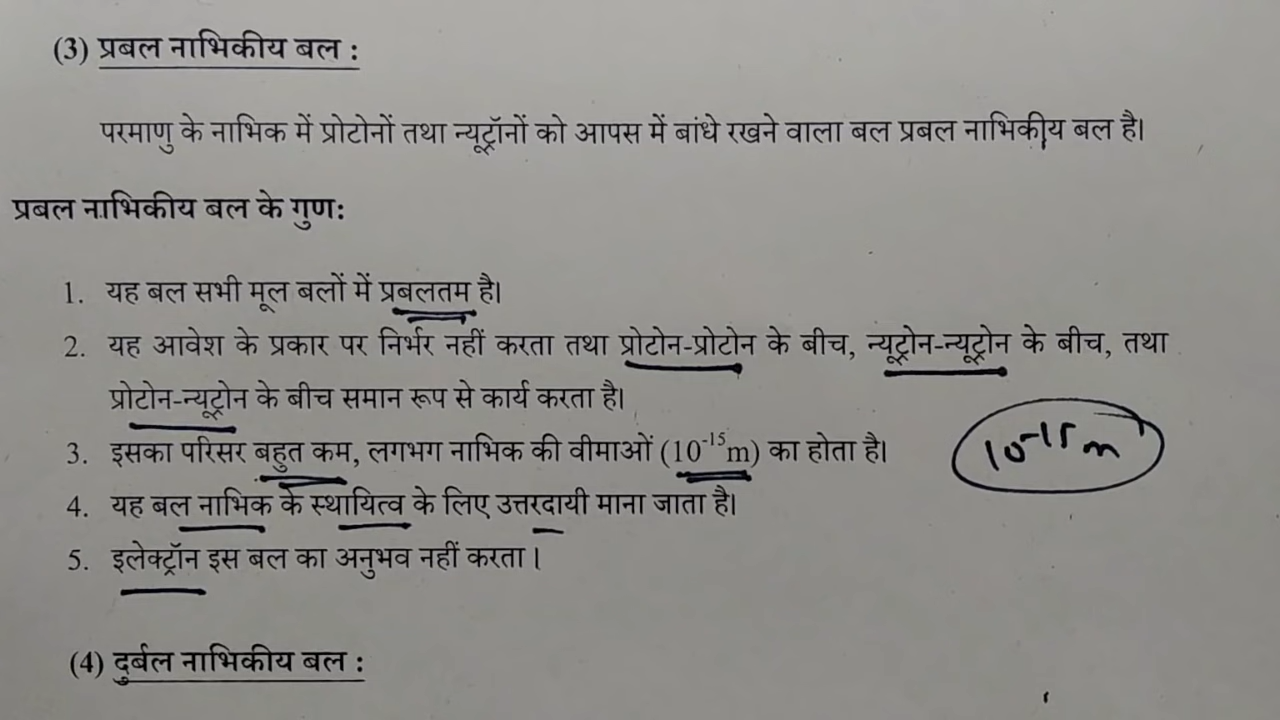 (3) प्रबल नाभिकीय बल :
परमाणु के नाभिक में प्रोटोनों तथा न्यूट्रॉनों को आपस में बांधे रखने वाला बल प्रबल नाभिकीय बल है।
प्रबल नाभिकीय बल के गुण:
1. यह बल सभी मूल बलों में प्रबलतम है।
2. यह आवेश के प्रकार पर निर्भर नहीं करता तथा प्रोटोन-प्रोटोन के बीच, न्यूट्रोन-न्यूट्रोन के बीच, तथा
प्रोटोन-न्यूट्रोन के बीच समान रूप से कार्य करता है।
3. इसका परिसर बहुत कम, लगभग नाभिक की वीमाओं (10⁻¹⁵m) का होता है।
10⁻¹⁵ m
4. यह बल नाभिक के स्थायित्व के लिए उत्तरदायी माना जाता है।
5. इलेक्ट्रॉन इस बल का अनुभव नहीं करता ।
(4) दुर्बल नाभिकीय बल :